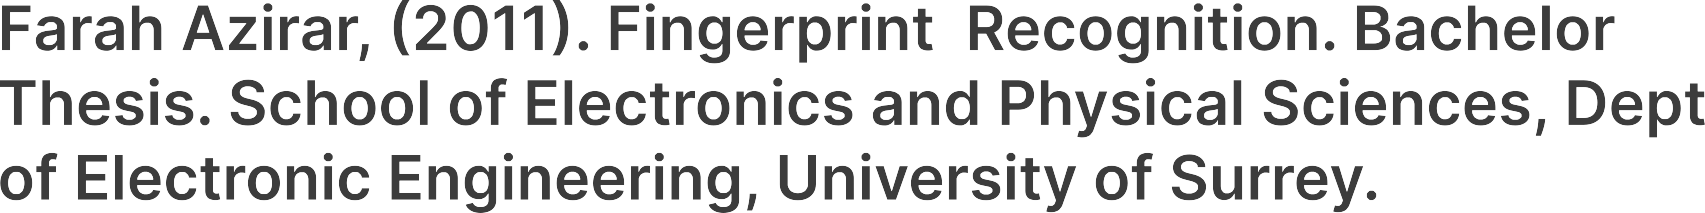 Farah Azirar, (2011). Fingerprint  Recognition. Bachelor
Thesis. School of Electronics and Physical Sciences, Dept
of Electronic Engineering, University of Surrey.